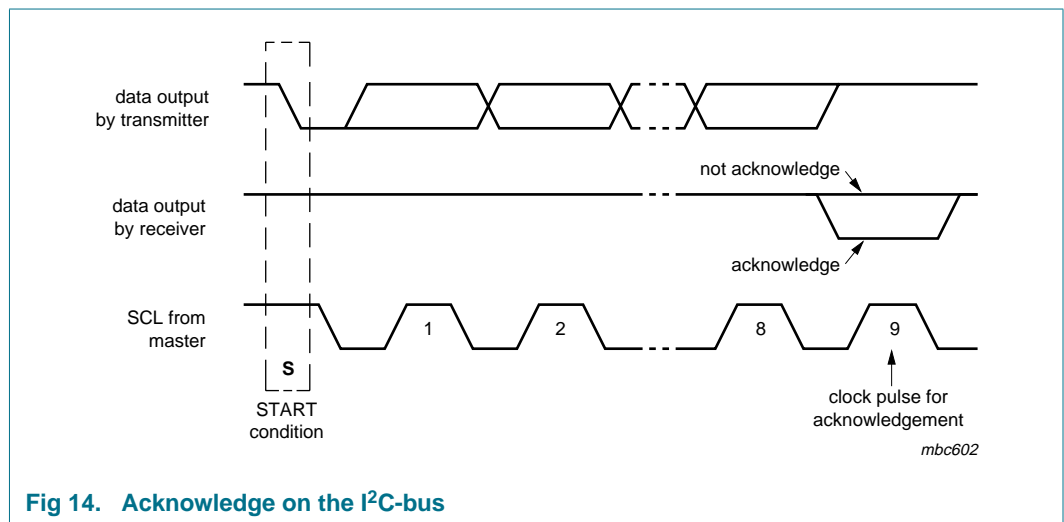 data output
by transmitter
not acknowledge
data output
by receiver
acknowledge
SCL from
master
1
2
8
9
S
START
condition
clock pulse for
acknowledgement
mbc602
Fig 14. Acknowledge on the I²C-bus